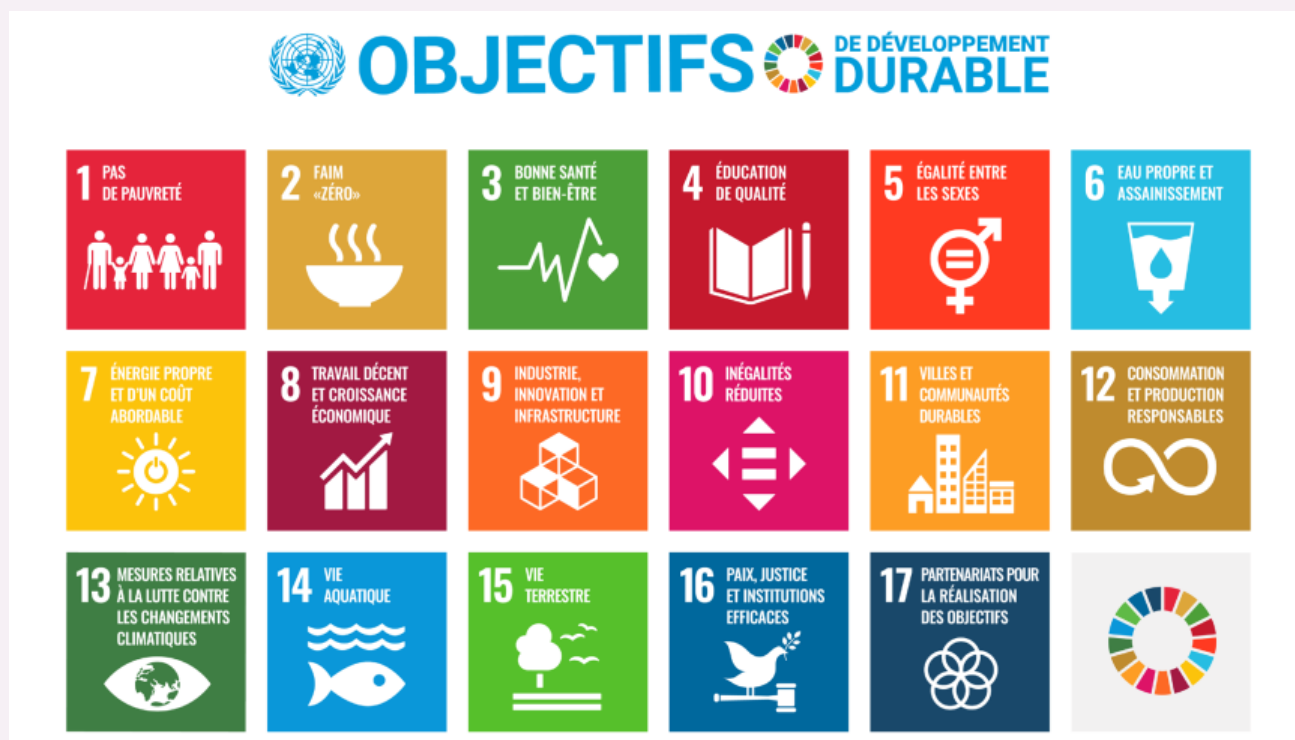 OBJECTIFS
DE DÉVELOPPEMENT
DURABLE
1 PAS
DE PAUVRETÉ
2 FAIM
«ZÉRO»
3 BONNE SANTÉ
ET BIEN-ÊTRE
4 ÉDUCATION
DE QUALITÉ
5 ÉGALITÉ ENTRE
LES SEXES
6 EAU PROPRE ET
ASSAINISSEMENT
7 ÉNERGIE PROPRE
ET D'UN COÛT
ABORDABLE
8 TRAVAIL DÉCENT
ET CROISSANCE
ÉCONOMIQUE
9 INDUSTRIE,
INNOVATION ET
INFRASTRUCTURE
10 INÉGALITÉS
RÉDUITES
11 VILLES ET
COMMUNAUTÉS
DURABLES
12 CONSOMMATION
ET PRODUCTION
RESPONSABLES
13 MESURES RELATIVES
À LA LUTTE CONTRE
LES CHANGEMENTS
CLIMATIQUES
14 VIE
AQUATIQUE
15 VIE
TERRESTRE
16 PAIX, JUSTICE
ET INSTITUTIONS
EFFICACES
17 PARTENARIATS POUR
LA RÉALISATION
DES OBJECTIFS